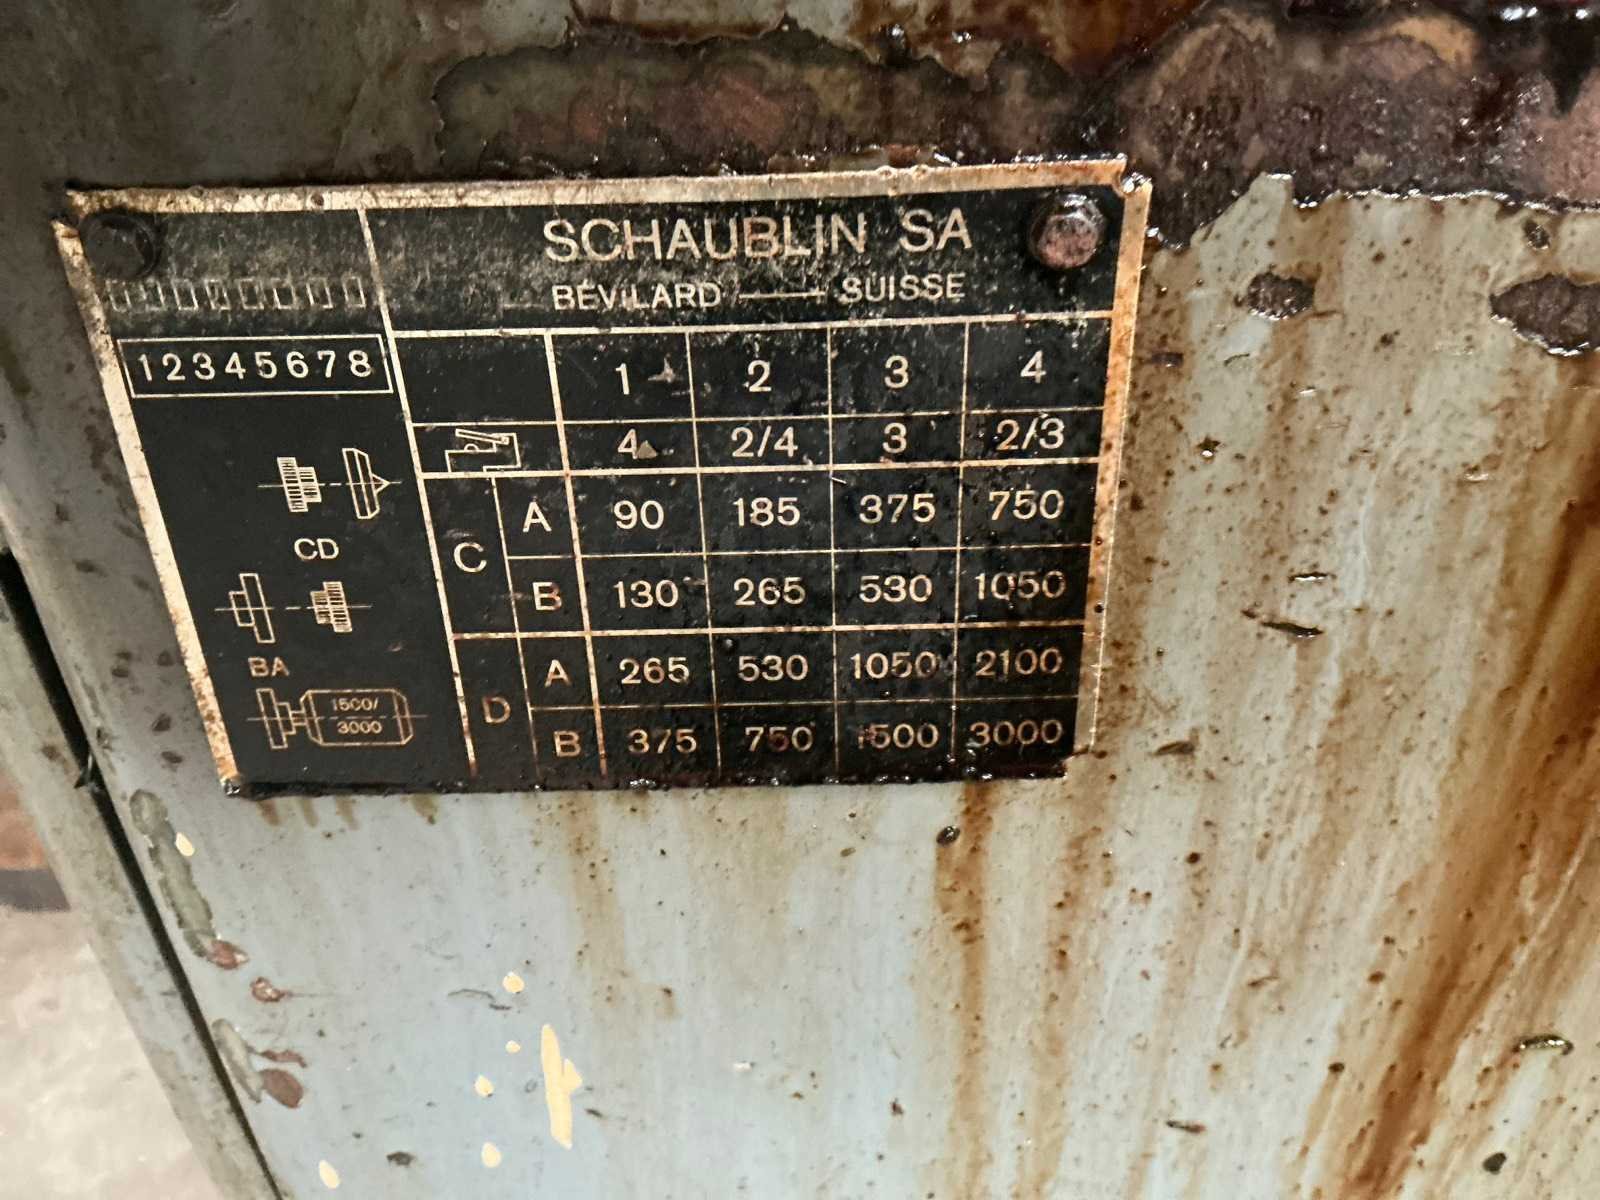 SCHAUBLIN SA
BÉVILARD — SUISSE
12345678
1 2 3 4
4 2/4 3 2/3
C A 90 185 375 750
B 130 265 530 1050
D A 265 530 1050 2100
B 375 750 1500 3000
CD
BA
1500/
3000